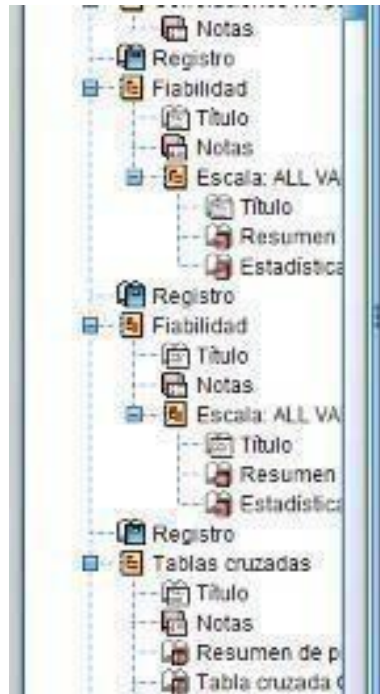 Notas
Registro
Fiabilidad
Título
Notas
Escala: ALL VA
Título
Resumen
Estadística
Registro
Fiabilidad
Título
Notas
Escala: ALL VA
Título
Resumen
Estadística
Registro
Tablas cruzadas
Título
Notas
Resumen de p
Tabla cruzada